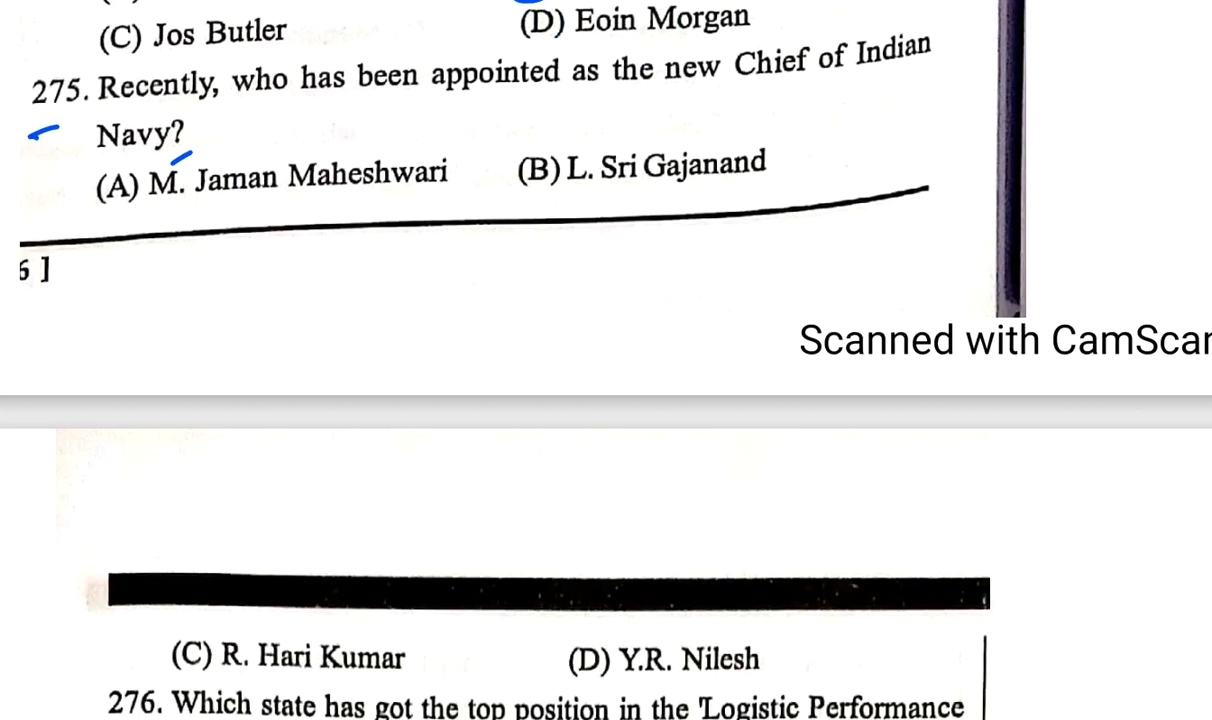 (C) Jos Butler (D) Eoin Morgan
275. Recently, who has been appointed as the new Chief of Indian
Navy?
(A) M. Jaman Maheshwari (B) L. Sri Gajanand
6 ]
Scanned with CamScan
(C) R. Hari Kumar (D) Y.R. Nilesh
276. Which state has got the top position in the 'Logistic Performance